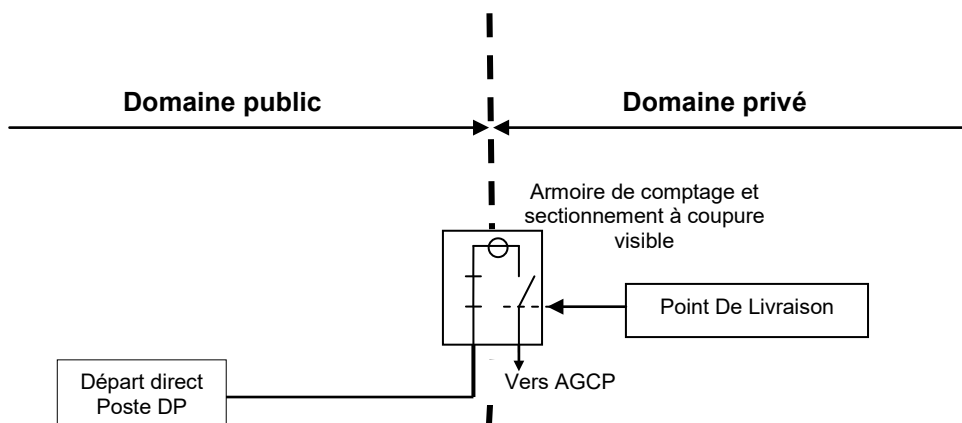 Domaine public
Domaine privé
Armoire de comptage et
sectionnement à coupure
visible
Point De Livraison
Départ direct
Poste DP
Vers AGCP